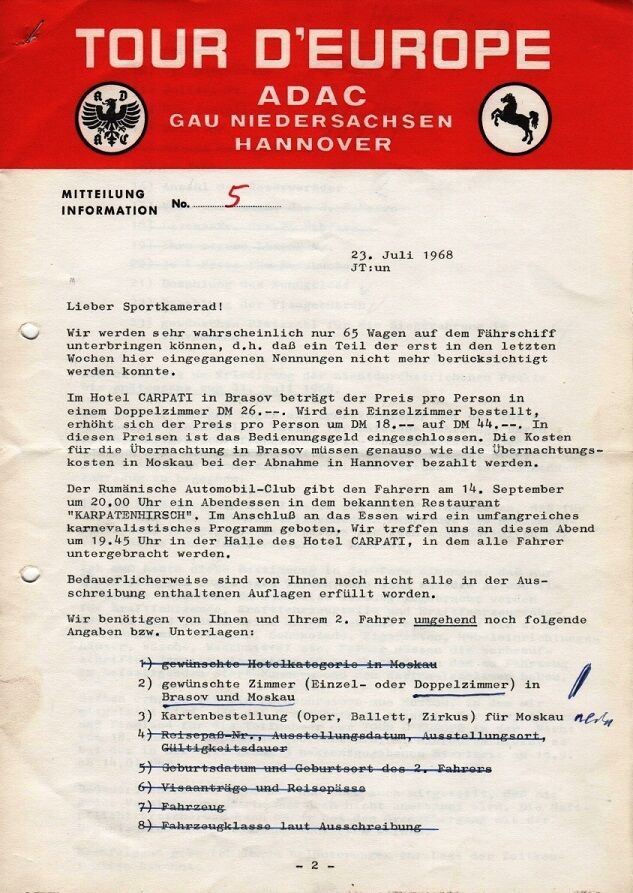 TOUR D'EUROPE
ADAC
GAU NIEDERSACHSEN
HANNOVER
MITTEILUNG
INFORMATION No. 5
23. Juli 1968
JT:un
Lieber Sportkamerad!
Wir werden sehr wahrscheinlich nur 65 Wagen auf dem Fährschiff
unterbringen können, d.h. daß ein Teil der erst in den letzten
Wochen hier eingegangenen Nennungen nicht mehr berücksichtigt
werden konnte.
Im Hotel CARPATI in Brasov beträgt der Preis pro Person in
einem Doppelzimmer DM 26.--. Wird ein Einzelzimmer bestellt,
erhöht sich der Preis pro Person um DM 18.-- auf DM 44.--. In
diesen Preisen ist das Bedienungsgeld eingeschlossen. Die Kosten
für die Übernachtung in Brasov müssen genauso wie die Übernachtungs-
kosten in Moskau bei der Abnahme in Hannover bezahlt werden.
Der Rumänische Automobil-Club gibt den Fahrern am 14. September
um 20.00 Uhr ein Abendessen in dem bekannten Restaurant
"KARPATENHIRSCH". Im Anschluß an das Essen wird ein umfangreiches
karnevalistisches Programm geboten. Wir treffen uns an diesem Abend
um 19.45 Uhr in der Halle des Hotel CARPATI, in dem alle Fahrer
untergebracht werden.
Bedauerlicherweise sind von Ihnen noch nicht alle in der Aus-
schreibung enthaltenen Auflagen erfüllt worden.
Wir benötigen von Ihnen und Ihrem 2. Fahrer umgehend noch folgende
Angaben bzw. Unterlagen:
1) gewünschte Hotelkategorie in Moskau
2) gewünschte Zimmer (Einzel- oder Doppelzimmer) in
Brasov und Moskau
3) Kartenbestellung (Oper, Ballett, Zirkus) für Moskau
4) Reisepaß-Nr., Ausstellungsdatum, Ausstellungsort,
Gültigkeitsdauer
5) Geburtsdatum und Geburtsort des 2. Fahrers
6) Visaanträge und Reisepässe
7) Fahrzeug
8) Fahrzeugklasse laut Ausschreibung
- 2 -